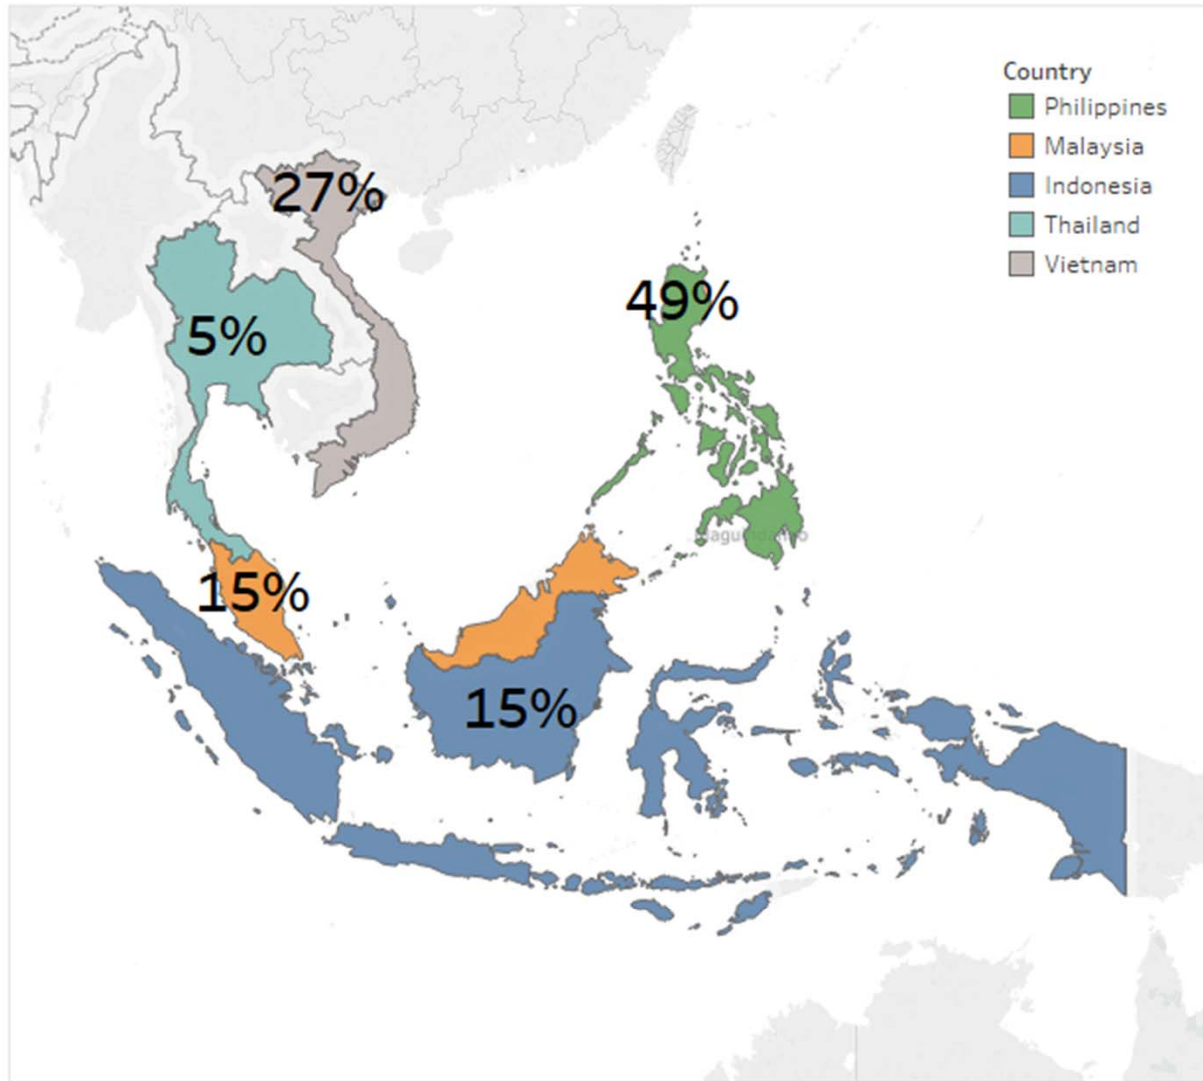 Country
Philippines
Malaysia
Indonesia
Thailand
Vietnam
27%
49%
5%
15%
15%